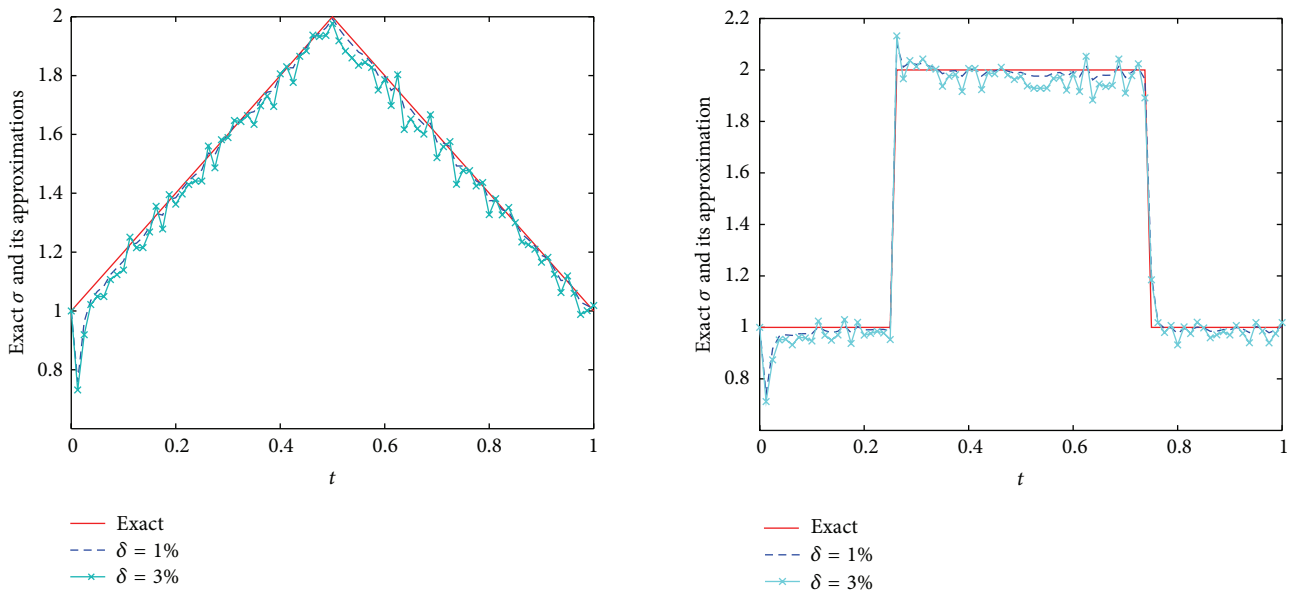 Exact σ and its approximations
2
1.8
1.6
1.4
1.2
1
0.8
0
0.2
0.4
0.6
0.8
1
t
Exact
δ = 1%
δ = 3%
Exact σ and its approximation
2.2
2
1.8
1.6
1.4
1.2
1
0.8
0
0.2
0.4
0.6
0.8
1
t
Exact
δ = 1%
δ = 3%